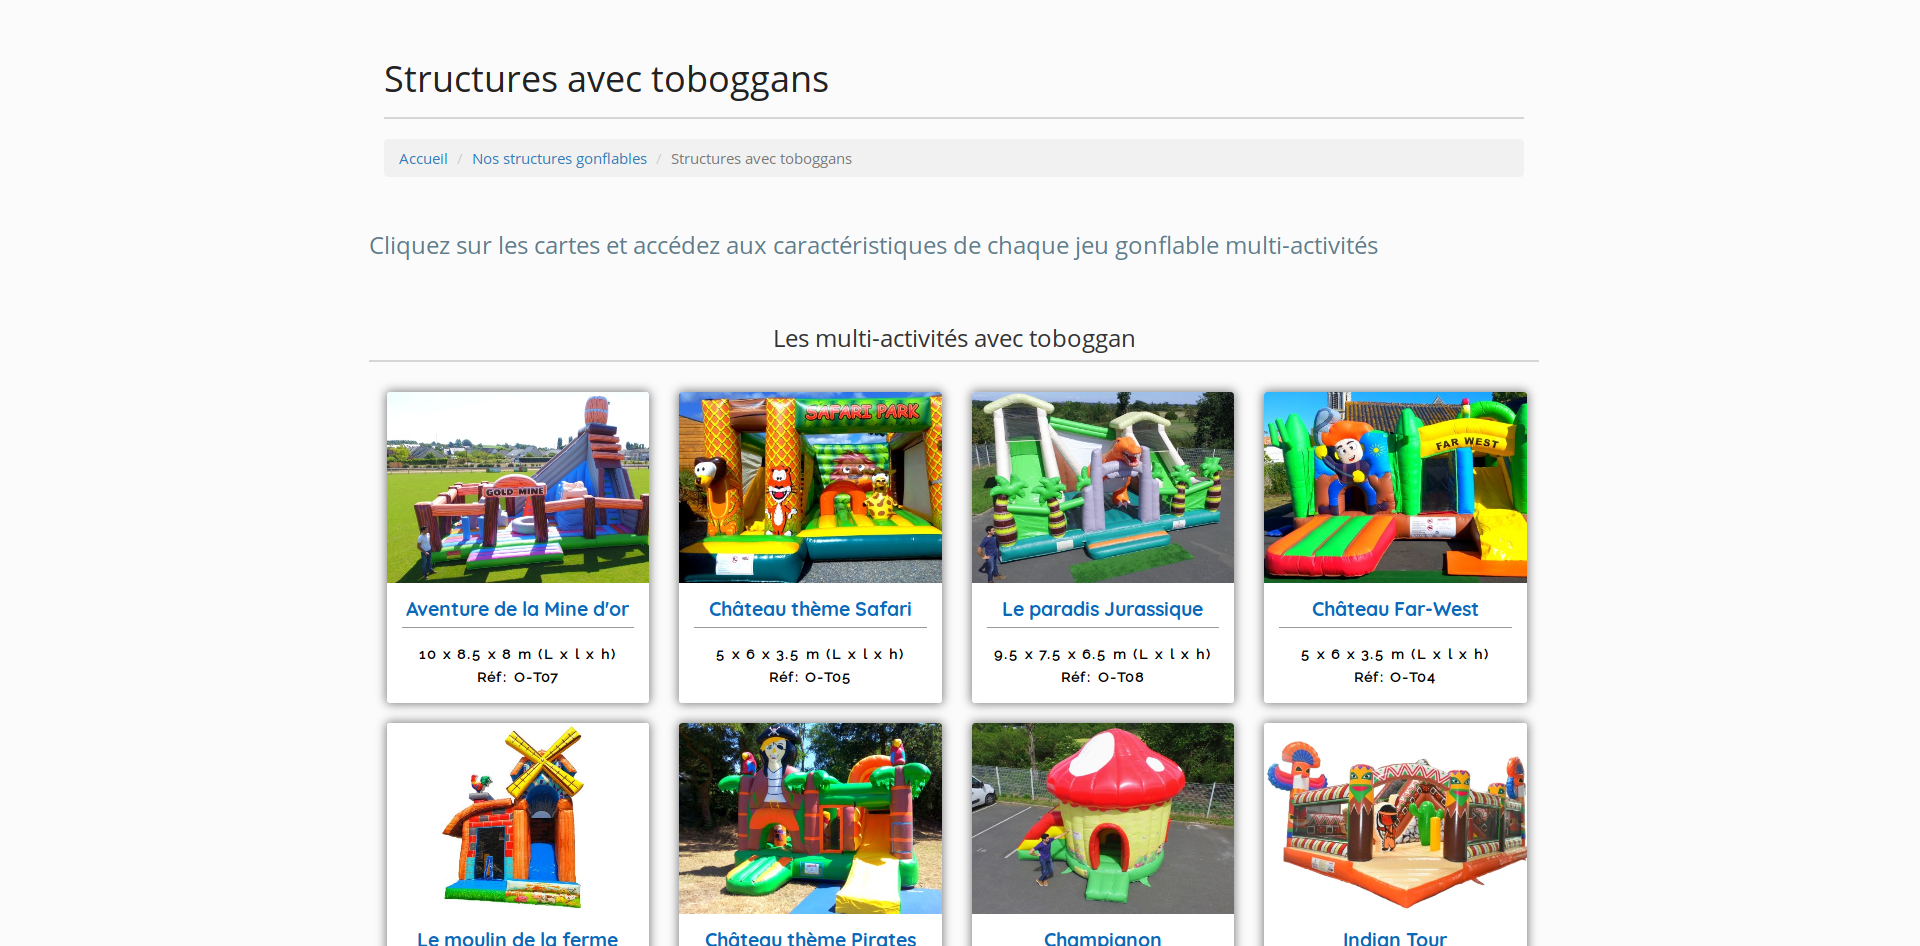 Structures avec toboggans
Accueil / Nos structures gonflables / Structures avec toboggans
Cliquez sur les cartes et accédez aux caractéristiques de chaque jeu gonflable multi-activités
Les multi-activités avec toboggan
GOLD MINE
SAFARI PARK
FAR WEST
Aventure de la Mine d'or
10 x 8.5 x 8 m (L x l x h)
Réf: O-T07
Château thème Safari
5 x 6 x 3.5 m (L x l x h)
Réf: O-T05
Le paradis Jurassique
9.5 x 7.5 x 6.5 m (L x l x h)
Réf: O-T08
Château Far-West
5 x 6 x 3.5 m (L x l x h)
Réf: O-T04
Le moulin de la ferme
Château thème Pirates
Champignon
Indian Tour